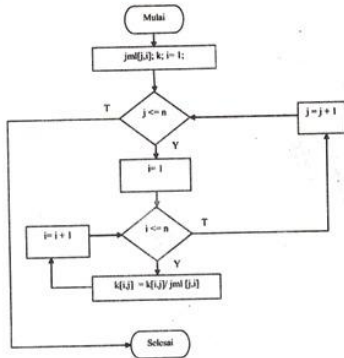 Mulai
jml[j,i]; k; i= 1;
T
j <= n
j = j + 1
Y
i= 1
i= i + 1
i <= n
T
Y
k[i,j] = k[i,j]/ jml [j,i]
Selesai